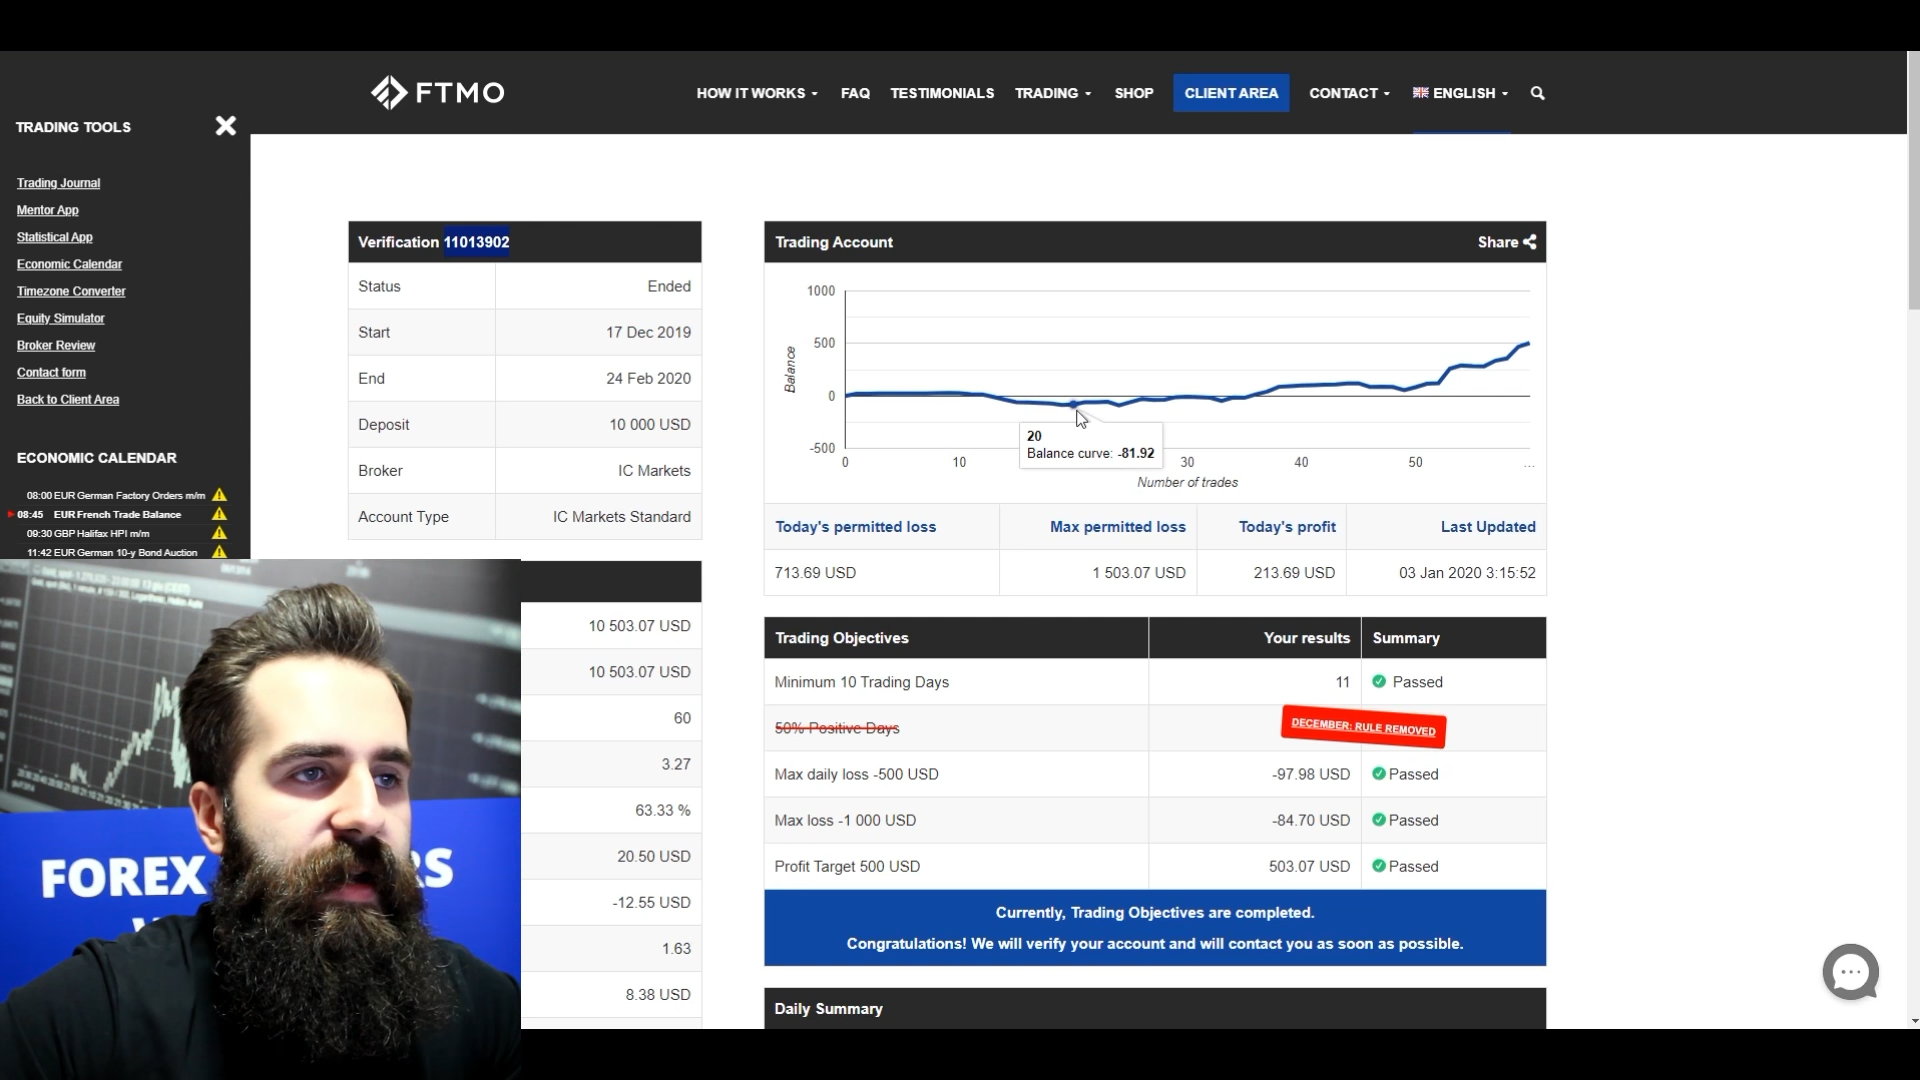 FTMO
HOW IT WORKS
FAQ
TESTIMONIALS
TRADING
SHOP
CLIENT AREA
CONTACT
ENGLISH
TRADING TOOLS
Trading Journal
Mentor App
Statistical App
Economic Calendar
Timezone Converter
Equity Simulator
Broker Review
Contact form
Back to Client Area
ECONOMIC CALENDAR
08:00 EUR German Factory Orders m/m
08:45 EUR French Trade Balance
09:30 GBP Halifax HPI m/m
11:42 EUR German 10-y Bond Auction
Verification 11013902
Status Ended
Start 17 Dec 2019
End 24 Feb 2020
Deposit 10 000 USD
Broker IC Markets
Account Type IC Markets Standard
10 503.07 USD
10 503.07 USD
60
3.27
63.33 %
20.50 USD
-12.55 USD
1.63
8.38 USD
FOREX
Trading Account
Share
Balance
1000
500
0
-500
0 10 30 40 50 ...
20
Balance curve: -81.92
Number of trades
Today's permitted loss Max permitted loss Today's profit Last Updated
713.69 USD 1 503.07 USD 213.69 USD 03 Jan 2020 3:15:52
Trading Objectives Your results Summary
Minimum 10 Trading Days 11 Passed
50% Positive Days DECEMBER: RULE REMOVED
Max daily loss -500 USD -97.98 USD Passed
Max loss -1 000 USD -84.70 USD Passed
Profit Target 500 USD 503.07 USD Passed
Currently, Trading Objectives are completed.
Congratulations! We will verify your account and will contact you as soon as possible.
Daily Summary